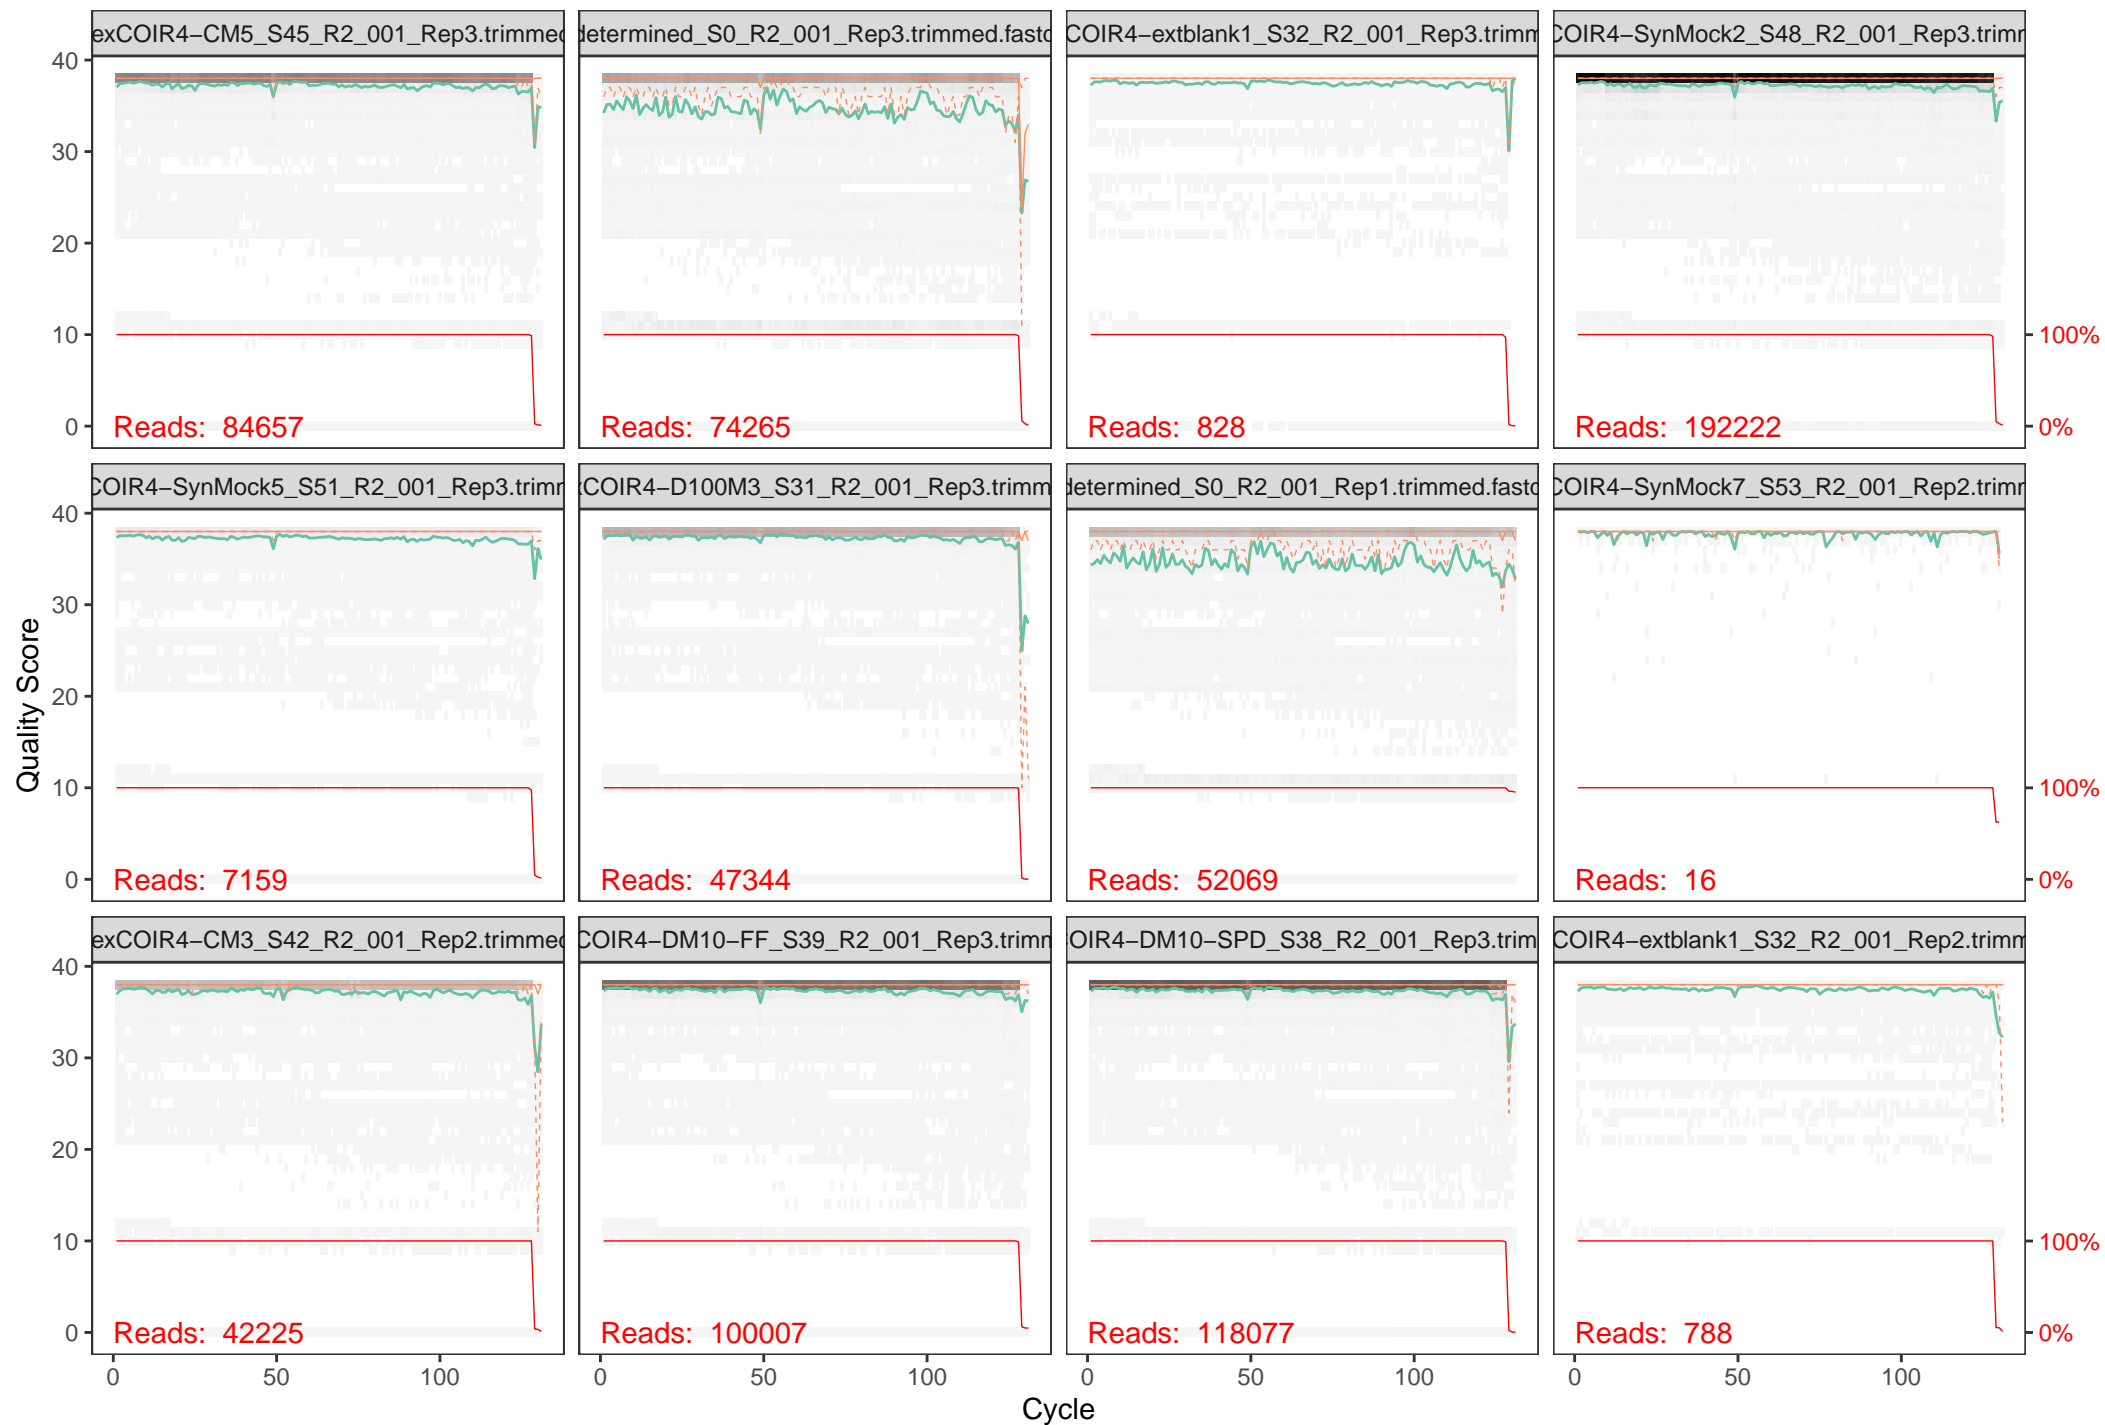 exCOIR4−CM5_S45_R2_001_Rep3.trimmed
determined_S0_R2_001_Rep3.trimmed.fastq
COIR4−extblank1_S32_R2_001_Rep3.trimm
COIR4−SynMock2_S48_R2_001_Rep3.trimm
40
30
20
10
0
100%
0%
Reads: 84657
Reads: 74265
Reads: 828
Reads: 192222
COIR4−SynMock5_S51_R2_001_Rep3.trimm
xCOIR4−D100M3_S31_R2_001_Rep3.trimm
determined_S0_R2_001_Rep1.trimmed.fastq
COIR4−SynMock7_S53_R2_001_Rep2.trimm
40
30
20
10
0
100%
0%
Reads: 7159
Reads: 47344
Reads: 52069
Reads: 16
Quality Score
exCOIR4−CM3_S42_R2_001_Rep2.trimmed
COIR4−DM10−FF_S39_R2_001_Rep3.trimm
OIR4−DM10−SPD_S38_R2_001_Rep3.trim
COIR4−extblank1_S32_R2_001_Rep2.trimm
40
30
20
10
0
100%
0%
Reads: 42225
Reads: 100007
Reads: 118077
Reads: 788
0 50 100 0 50 100 0 50 100 0 50 100
Cycle